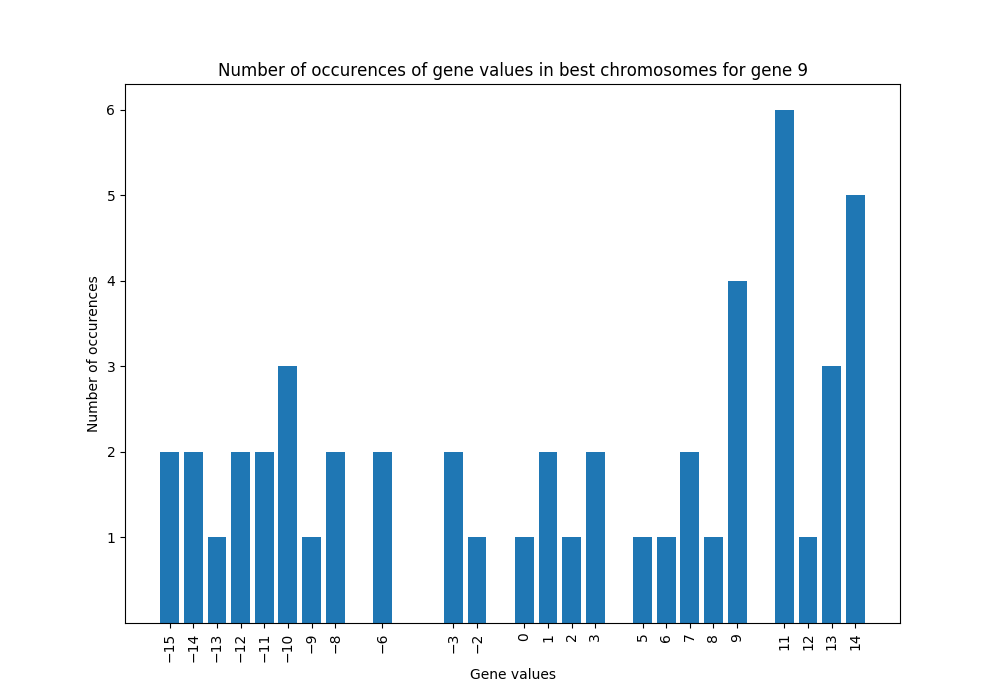 Number of occurences of gene values in best chromosomes for gene 9
Number of occurences
6
5
4
3
2
1
−15 −14 −13 −12 −11 −10 −9 −8 −6 −3 −2 0 1 2 3 5 6 7 8 9 11 12 13 14
Gene values